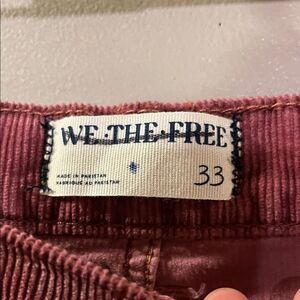 WE·THE·FREE
MADE IN PAKISTAN
FABRIQUÉ AU PAKISTAN
33